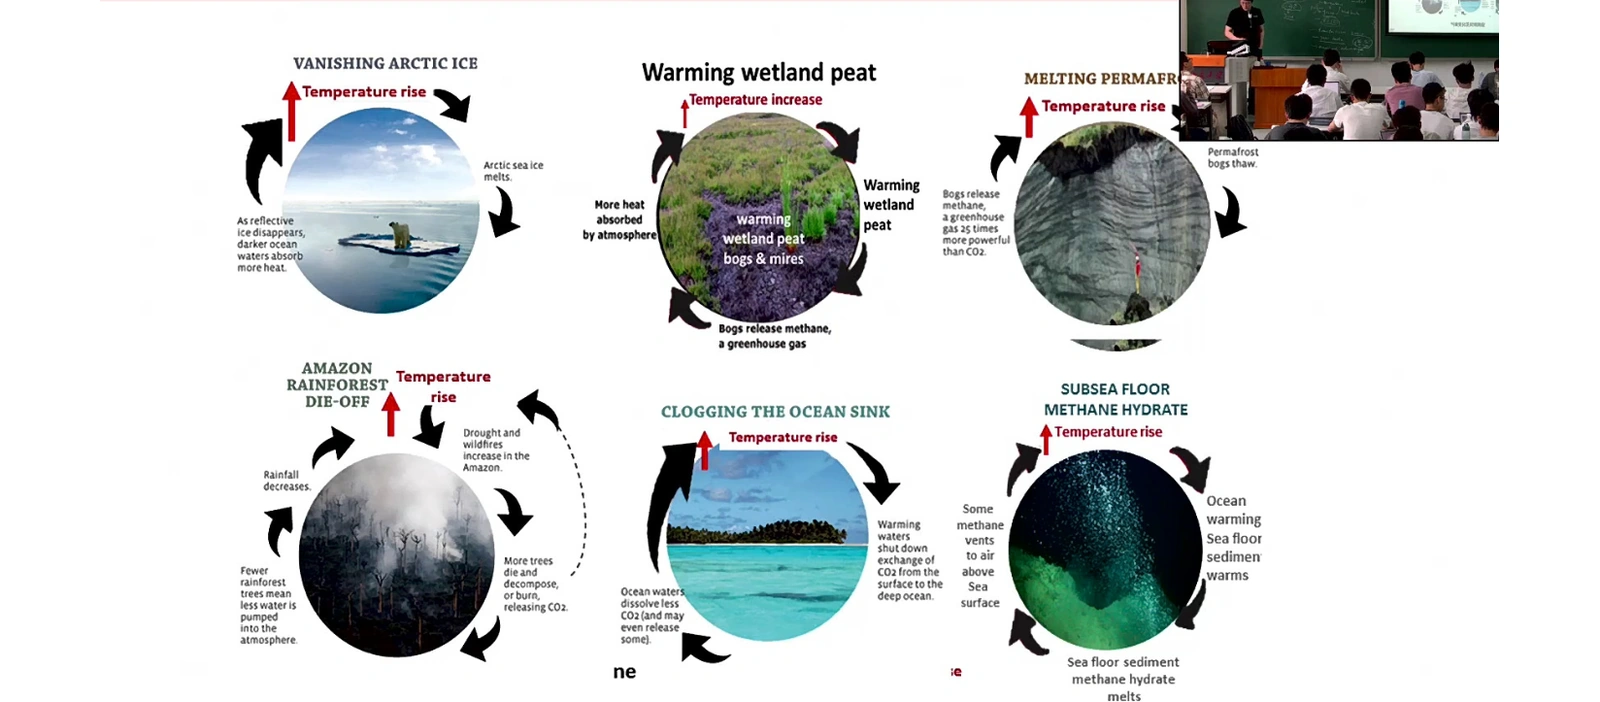 VANISHING ARCTIC ICE
Temperature rise
Arctic sea ice
melts.
As reflective
ice disappears,
darker ocean
waters absorb
more heat.
Warming wetland peat
Temperature increase
Warming
wetland
peat
warming
wetland peat
bogs & mires
More heat
absorbed
by atmosphere
Bogs release methane,
a greenhouse gas
MELTING PERMAFR
Temperature rise
Permafrost
bogs thaw.
Bogs release
methane,
a greenhouse
gas 25 times
more powerful
than CO2.
AMAZON
RAINFOREST
DIE-OFF
Temperature
rise
Drought and
wildfires
increase in the
Amazon.
Rainfall
decreases.
More trees
die and
decompose,
or burn,
releasing CO2.
Fewer
rainforest
trees mean
less water is
pumped
into the
atmosphere.
CLOGGING THE OCEAN SINK
Temperature rise
Warming
waters
shut down
exchange of
CO2 from the
surface to the
deep ocean.
Ocean waters
dissolve less
CO2 (and may
even release
some).
ne
SUBSEA FLOOR
METHANE HYDRATE
Temperature rise
Ocean
warming
Sea floor
sedimen
warms
Some
methane
vents
to air
above
Sea
surface
Sea floor sediment
methane hydrate
melts
se